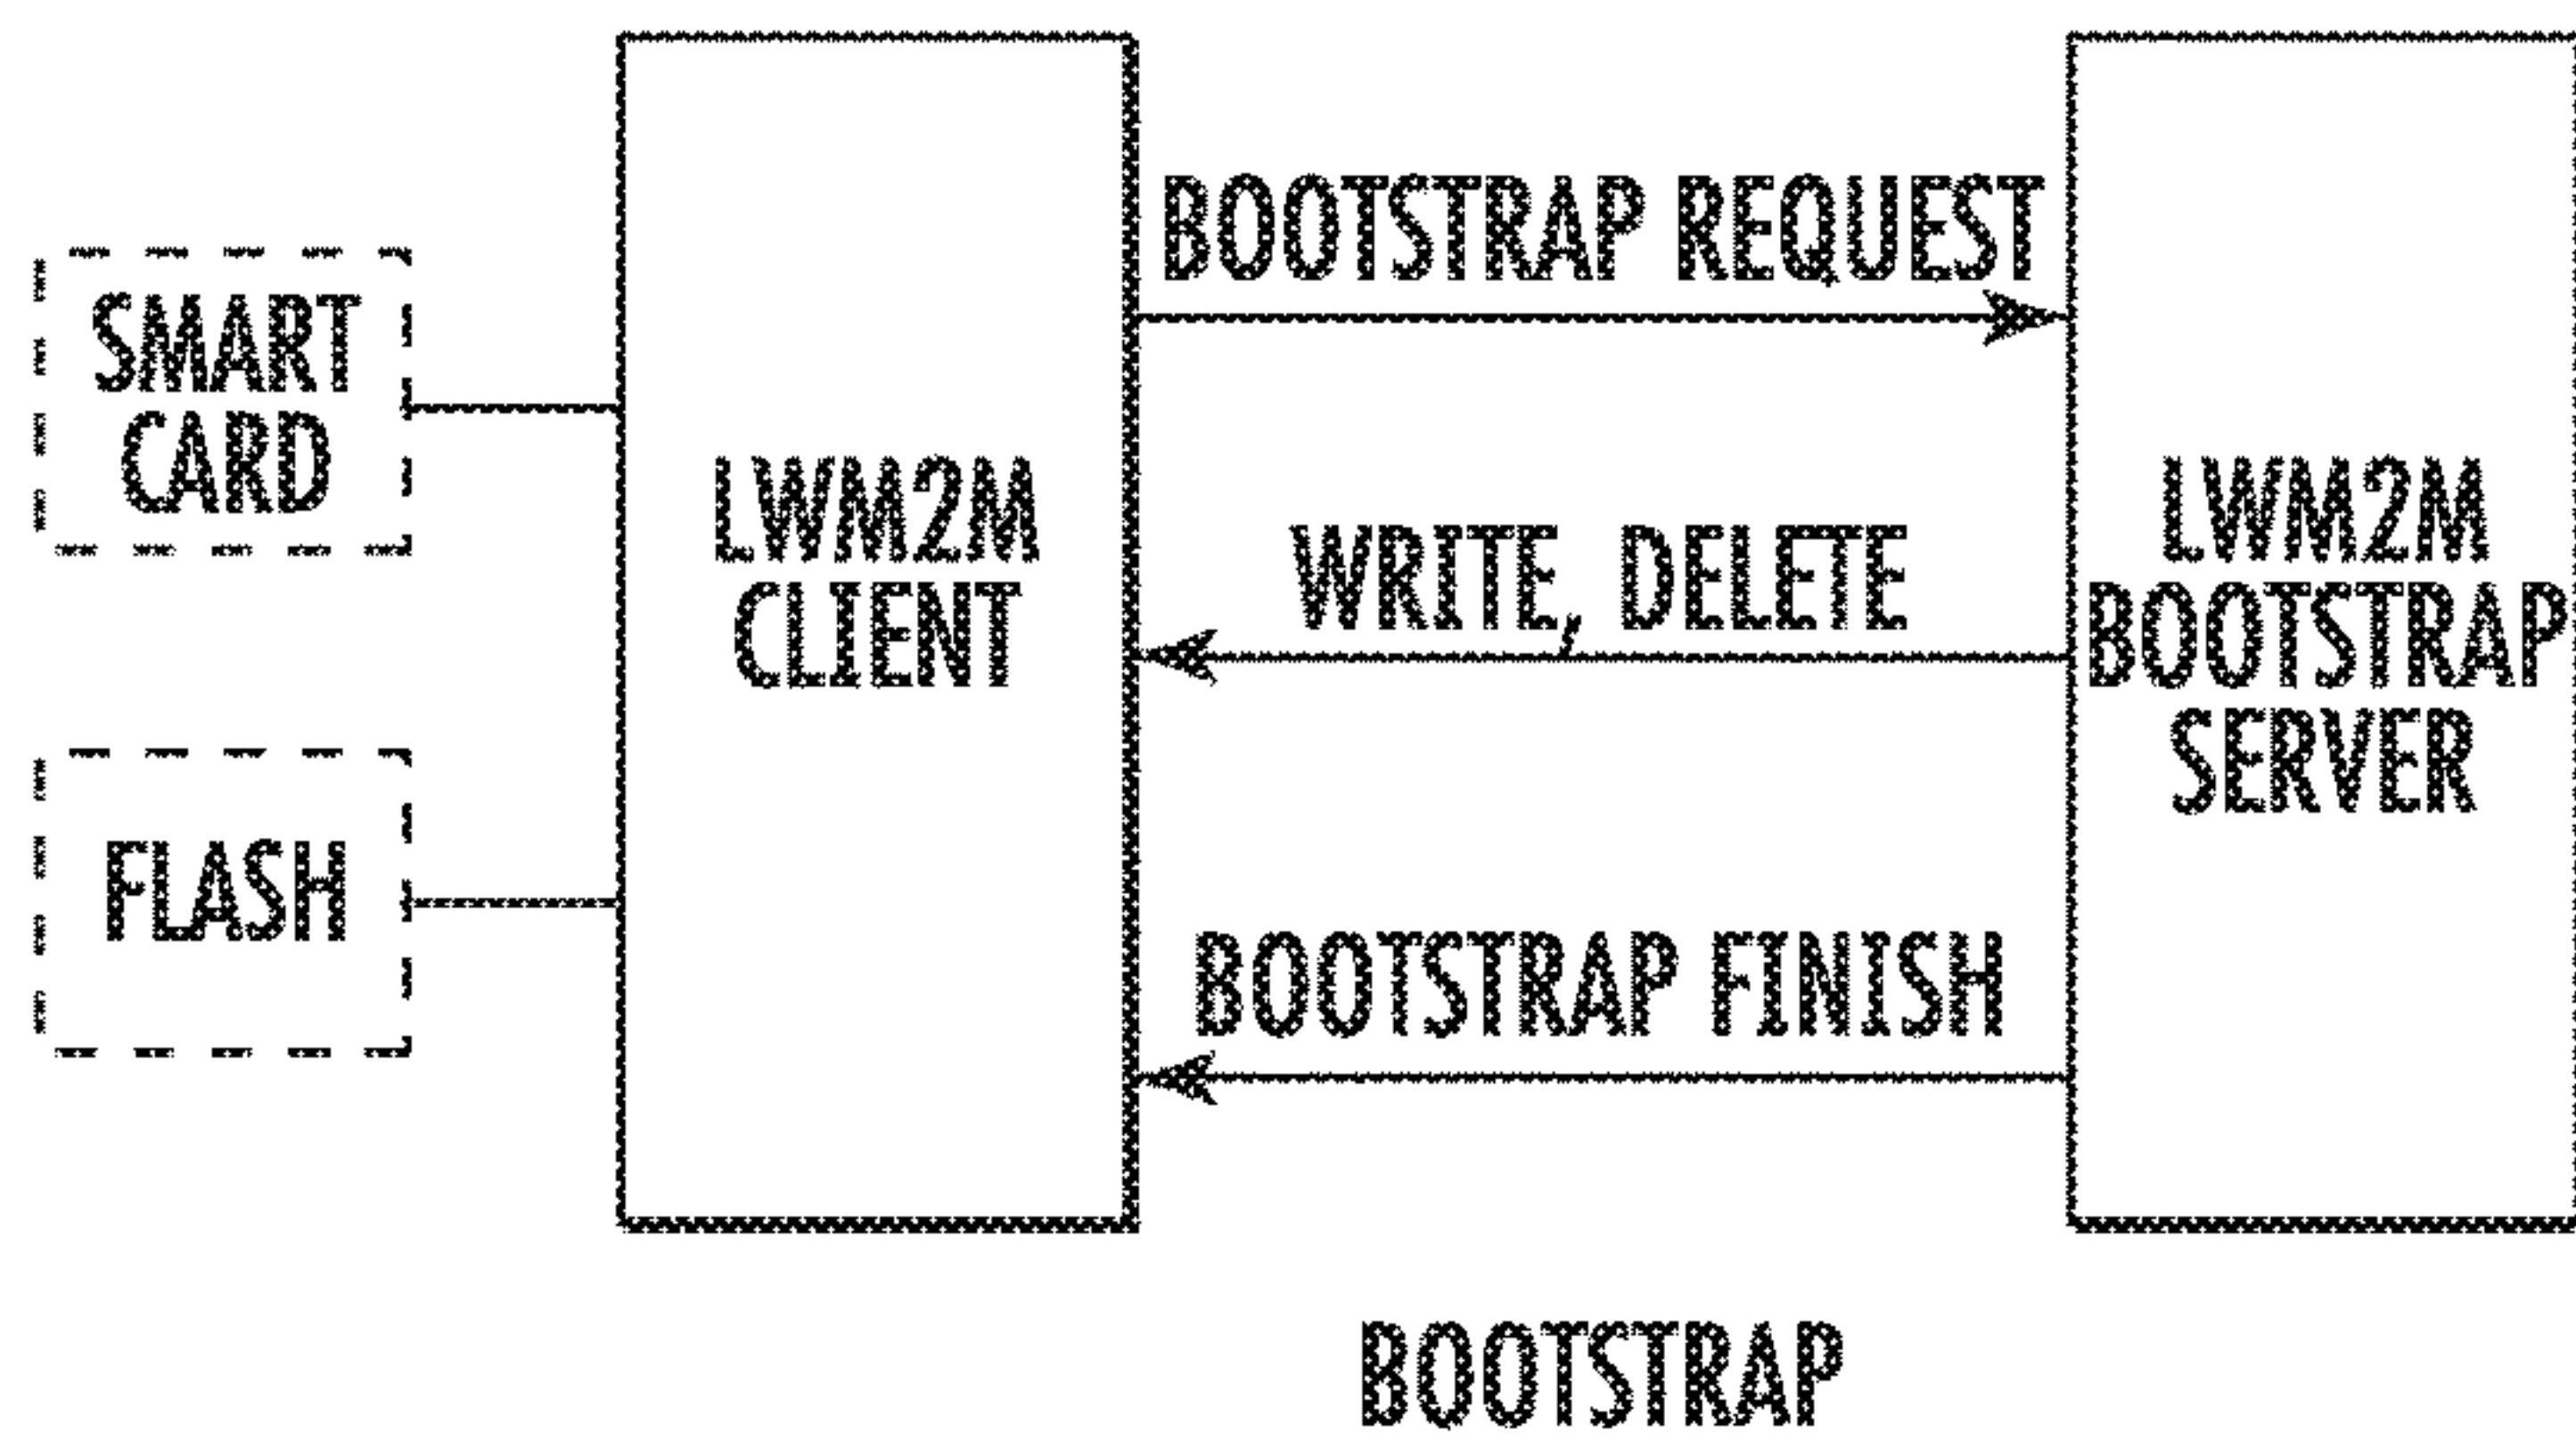 SMART
CARD
FLASH
LWM2M
CLIENT
BOOTSTRAP REQUEST
WRITE, DELETE
BOOTSTRAP FINISH
LWM2M
BOOTSTRAP
SERVER
BOOTSTRAP